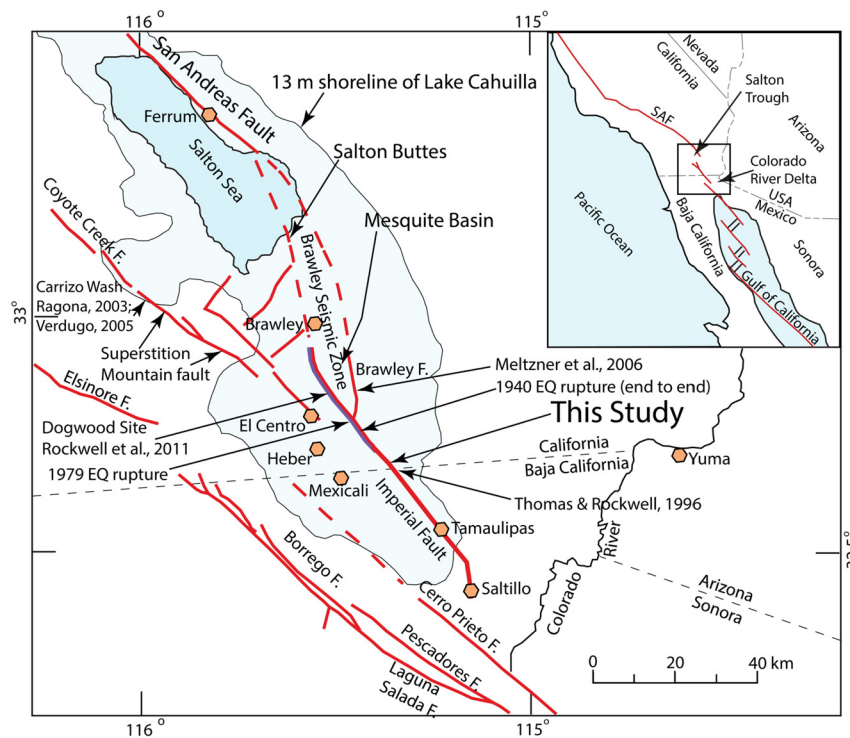 116°
115°
San Andreas Fault
13 m shoreline of Lake Cahuilla
Ferrum
Salton Sea
Salton Buttes
Mesquite Basin
Coyote Creek F.
Brawley Seismic Zone
Carrizo Wash
Ragona, 2003;
Verdugo, 2005
33°
Brawley
Superstition
Mountain fault
Brawley F.
Meltzner et al., 2006
1940 EQ rupture (end to end)
Elsinore F.
This Study
El Centro
Dogwood Site
Rockwell et al., 2011
California
Baja California
Yuma
Heber
1979 EQ rupture
Mexicali
Imperial Fault
Thomas & Rockwell, 1996
Tamaulipas
Borrego F.
Saltillo
Cerro Prieto F.
Colorado
River
Arizona
Sonora
Pescadores F.
Laguna
Salada F.
0
20
40 km
116°
115°
Nevada
California
Salton
Trough
SAF
Arizona
Colorado
River Delta
USA
Mexico
Pacific Ocean
Baja California
Sonora
Gulf of California